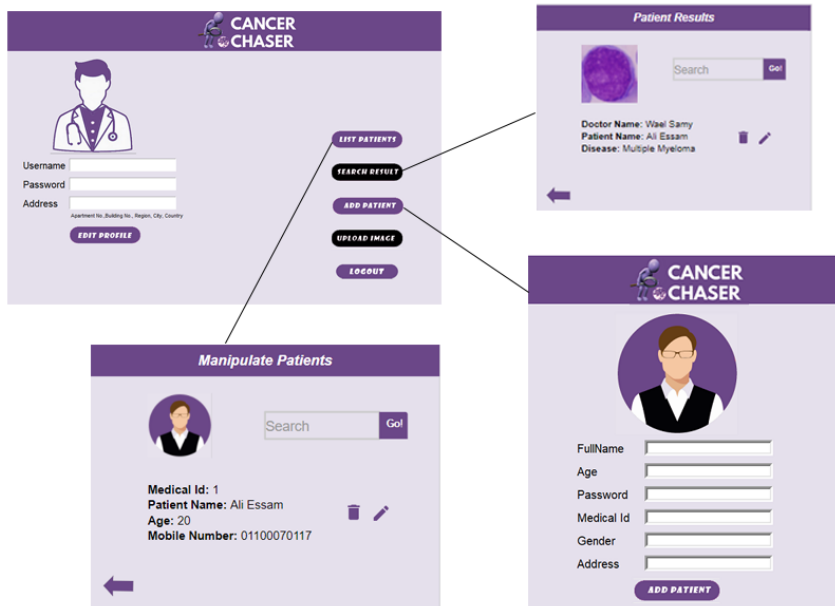 CANCER
CHASER
Username
Password
Address
Apartment No.,Building No., Region, City, Country
EDIT PROFILE
LIST PATIENTS
SEARCH RESULT
ADD PATIENT
UPLOAD IMAGE
LOGOUT
Patient Results
Search
Go!
Doctor Name: Wael Samy
Patient Name: Ali Essam
Disease: Multiple Myeloma
Manipulate Patients
Search
Go!
Medical Id: 1
Patient Name: Ali Essam
Age: 20
Mobile Number: 01100070117
CANCER
CHASER
FullName
Age
Password
Medical Id
Gender
Address
ADD PATIENT